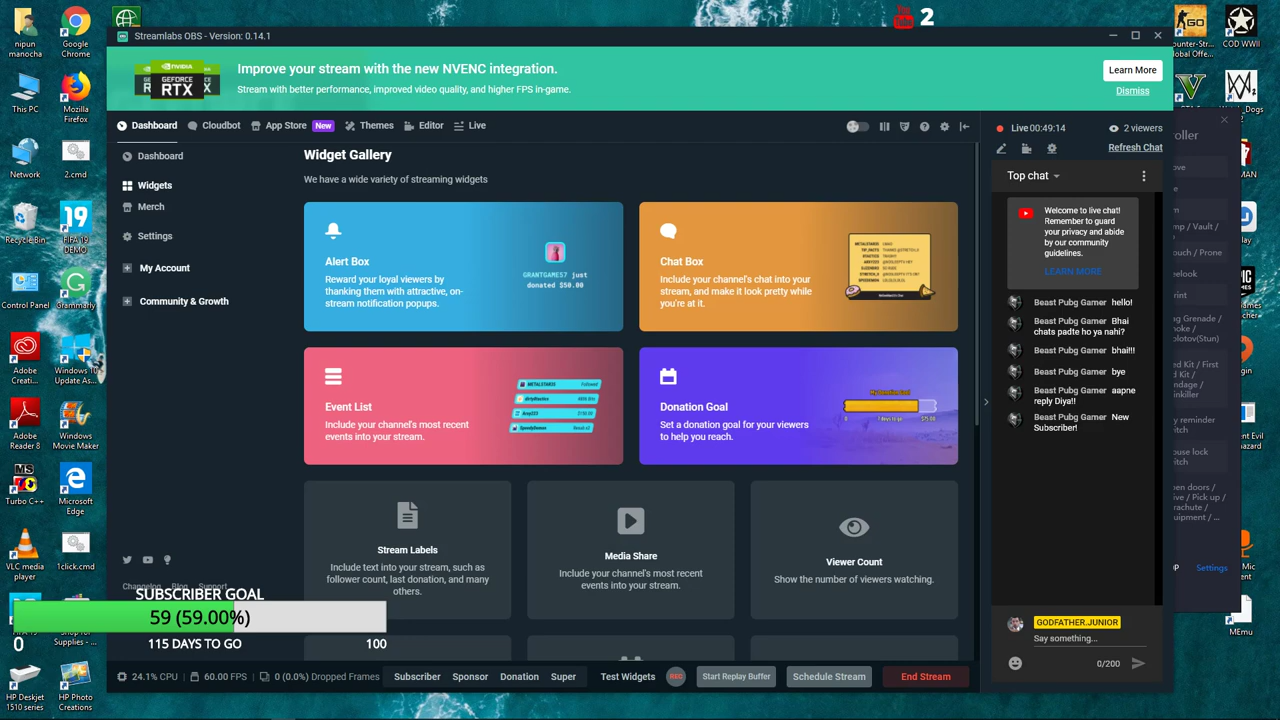 2
nipun
manocha
Google
Chrome
This PC
Mozilla
Firefox
Network
2.cmd
Recycle Bin
FIFA 19
DEMO
Control Panel
Grammarly
Adobe
Creati...
Windows 10
Update As...
Adobe
Reader 8
Windows
Movie Maker
Turbo C++
Microsoft
Edge
VLC media
player
1click.cmd
HP Deskjet
1510 series
HP Photo
Creations
Streamlabs OBS - Version: 0.14.1
NVIDIA
GEFORCE
RTX
Improve your stream with the new NVENC integration.
Stream with better performance, improved video quality, and higher FPS in-game.
Learn More
Dismiss
Dashboard
Cloudbot
App Store
New
Themes
Editor
Live
Dashboard
Widgets
Merch
Settings
My Account
Community & Growth
Changelog Blog Support
Widget Gallery
We have a wide variety of streaming widgets
Alert Box
Reward your loyal viewers by
thanking them with attractive, on-
stream notification popups.
GRANTGAME57 just
donated $50.00
Chat Box
Include your channel's chat into your
stream, and make it look pretty while
you're at it.
Event List
Include your channel's most recent
events into your stream.
Donation Goal
Set a donation goal for your viewers
to help you reach.
Stream Labels
Include text into your stream, such as
follower count, last donation, and many
others.
Media Share
Include your channel's most recent
events into your stream.
Viewer Count
Show the number of viewers watching.
SUBSCRIBER GOAL
59 (59.00%)
0
115 DAYS TO GO
100
24.1% CPU
60.00 FPS
0 (0.0%) Dropped Frames
Subscriber
Sponsor
Donation
Super
Test Widgets
REC
Start Replay Buffer
Schedule Stream
End Stream
Live 00:49:14
2 viewers
Refresh Chat
Top chat
Welcome to live chat!
Remember to guard
your privacy and abide
by our community
guidelines.
LEARN MORE
Beast Pubg Gamer hello!
Beast Pubg Gamer Bhai
chats padte ho ya nahi?
Beast Pubg Gamer bhai!!!
Beast Pubg Gamer bye
Beast Pubg Gamer aapne
reply Diya!!
Beast Pubg Gamer New
Subscriber!
GODFATHER.JUNIOR
Say something...
0/200
Settings
COD WWII
MEmu